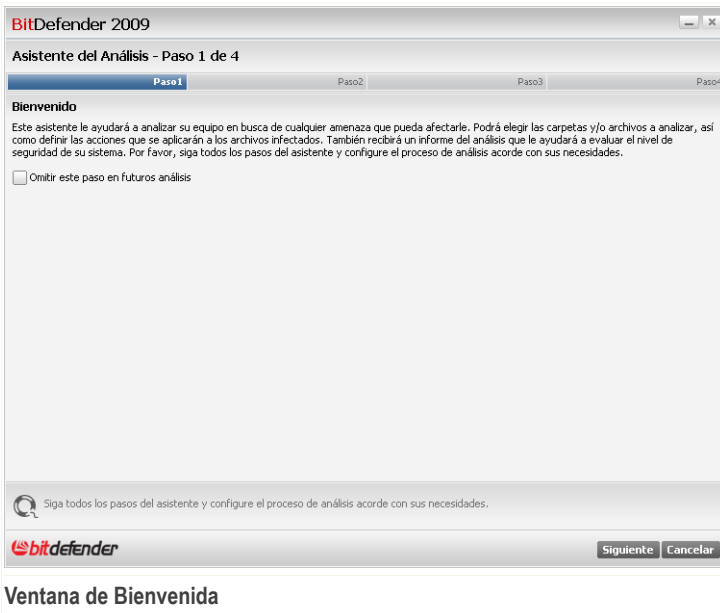 BitDefender 2009
Asistente del Análisis - Paso 1 de 4
Paso1 Paso2 Paso3 Paso4
Bienvenido
Este asistente le ayudará a analizar su equipo en busca de cualquier amenaza que pueda afectarle. Podrá elegir las carpetas y/o archivos a analizar, así
como definir las acciones que se aplicarán a los archivos infectados. También recibirá un informe del análisis que le ayudará a evaluar el nivel de
seguridad de su sistema. Por favor, siga todos los pasos del asistente y configure el proceso de análisis acorde con sus necesidades.
Omitir este paso en futuros análisis
Siga todos los pasos del asistente y configure el proceso de análisis acorde con sus necesidades.
bitdefender
Siguiente Cancelar
Ventana de Bienvenida